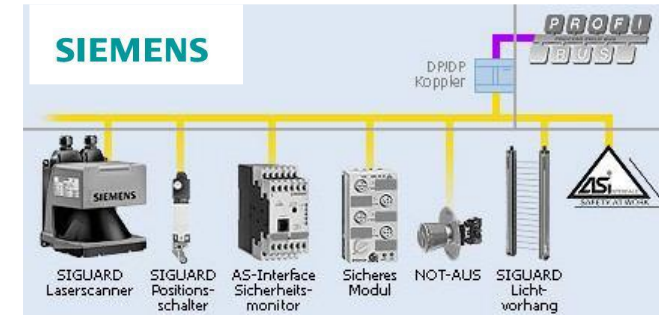 SIEMENS
PROFI
BUS
DP/DP
Koppler
SIEMENS
ASi
INTERFACE
SAFETY AT WORK
SIGUARD
Laserscanner
SIGUARD
Positions-
schalter
AS-Interface
Sicherheits-
monitor
Sicheres
Modul
NOT-AUS
SIGUARD
Licht-
vorhang